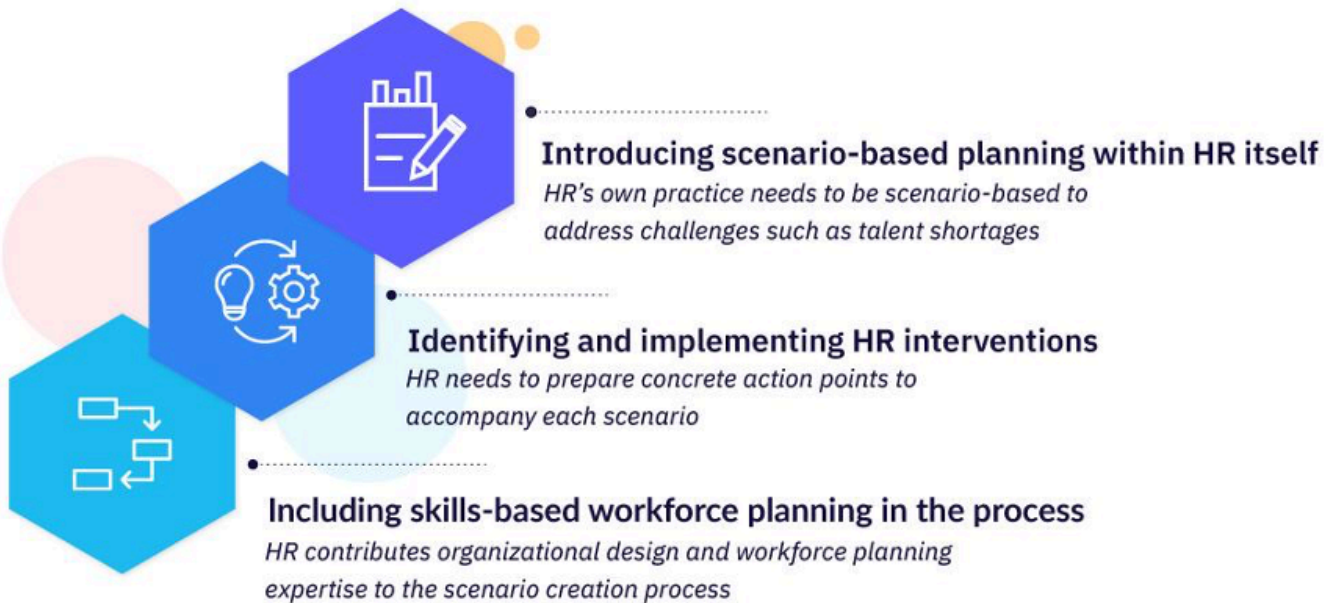 Introducing scenario-based planning within HR itself
HR’s own practice needs to be scenario-based to
address challenges such as talent shortages
Identifying and implementing HR interventions
HR needs to prepare concrete action points to
accompany each scenario
Including skills-based workforce planning in the process
HR contributes organizational design and workforce planning
expertise to the scenario creation process